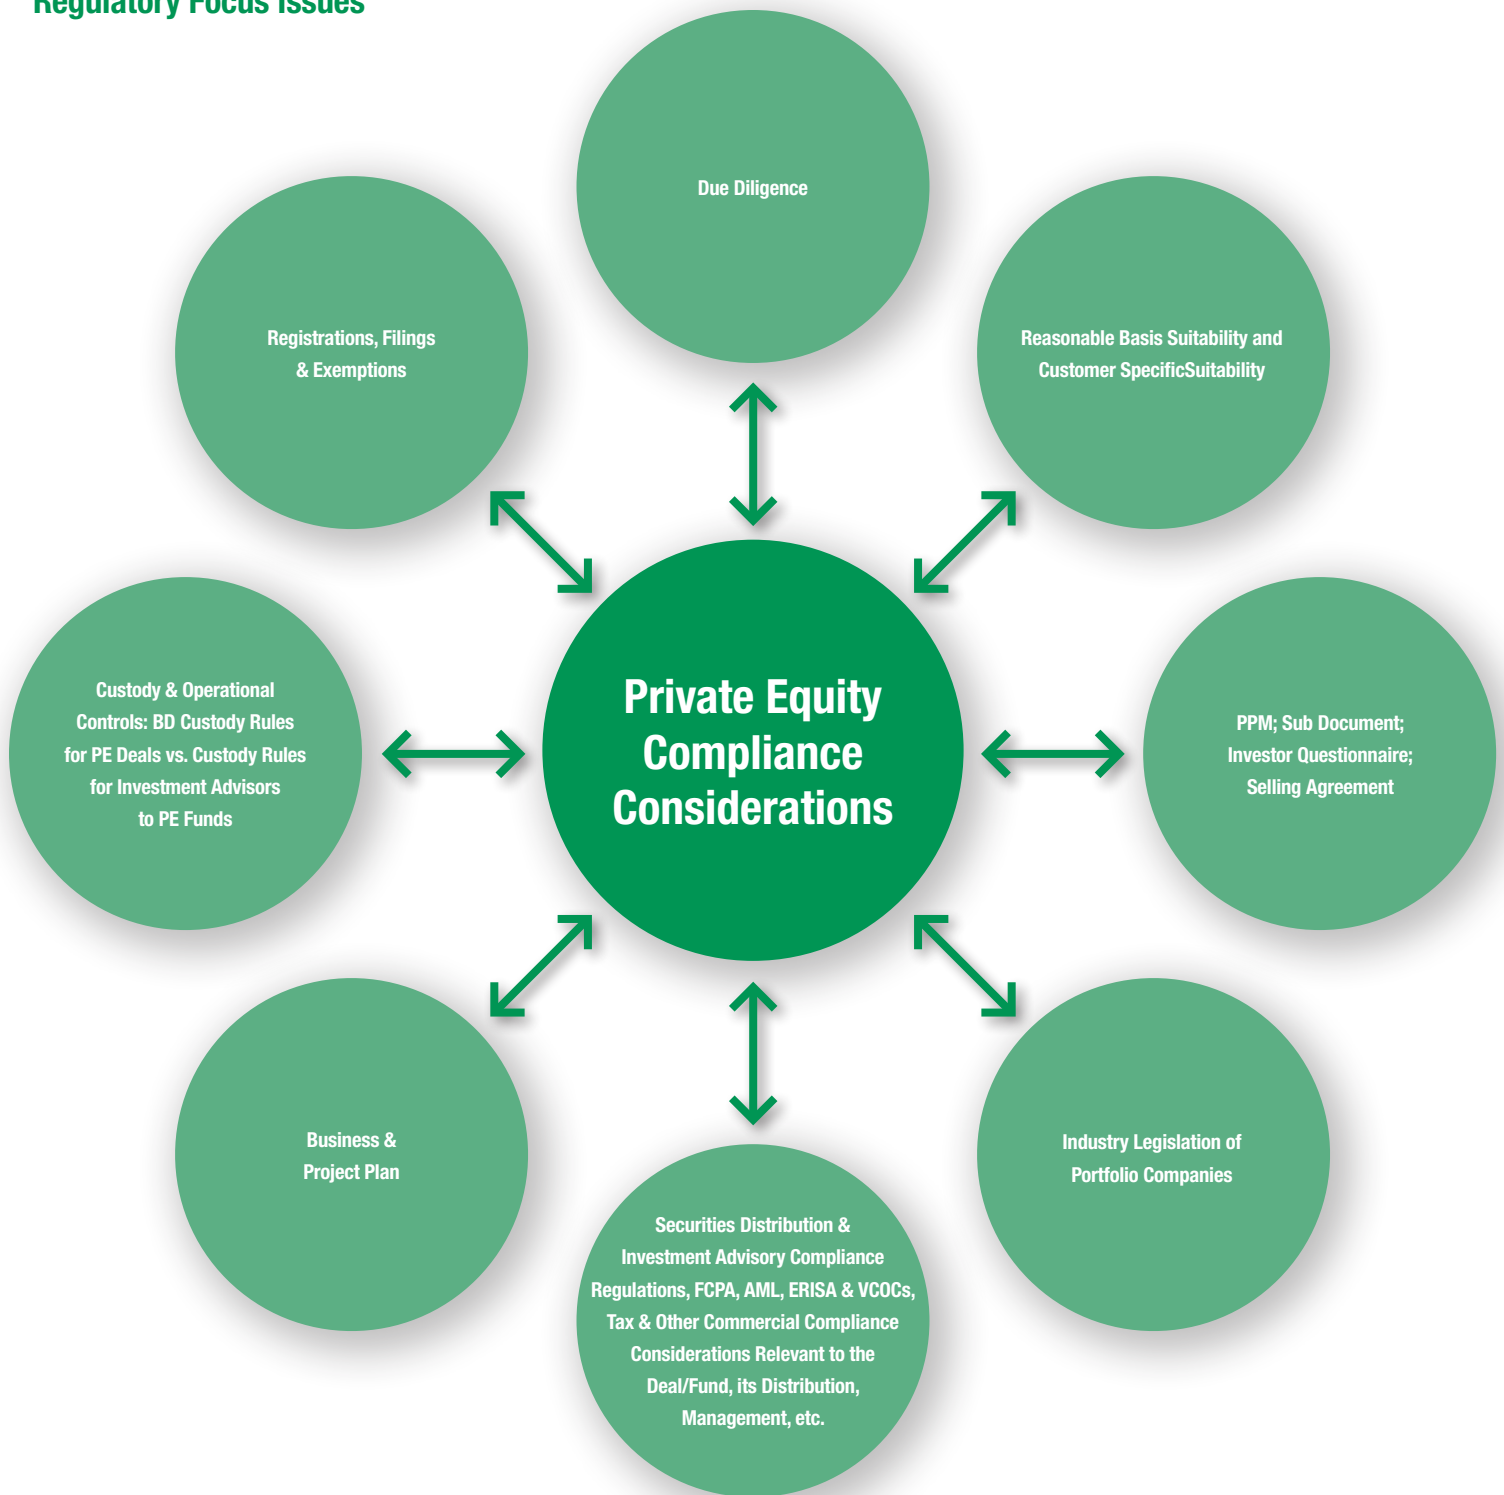 Regulatory Focus Issues
Due Diligence
Registrations, Filings
& Exemptions
Reasonable Basis Suitability and
Customer SpecificSuitability
Custody & Operational
Controls: BD Custody Rules
for PE Deals vs. Custody Rules
for Investment Advisors
to PE Funds
Private Equity
Compliance
Considerations
PPM; Sub Document;
Investor Questionnaire;
Selling Agreement
Business &
Project Plan
Industry Legislation of
Portfolio Companies
Securities Distribution &
Investment Advisory Compliance
Regulations, FCPA, AML, ERISA & VCOCs,
Tax & Other Commercial Compliance
Considerations Relevant to the
Deal/Fund, its Distribution,
Management, etc.